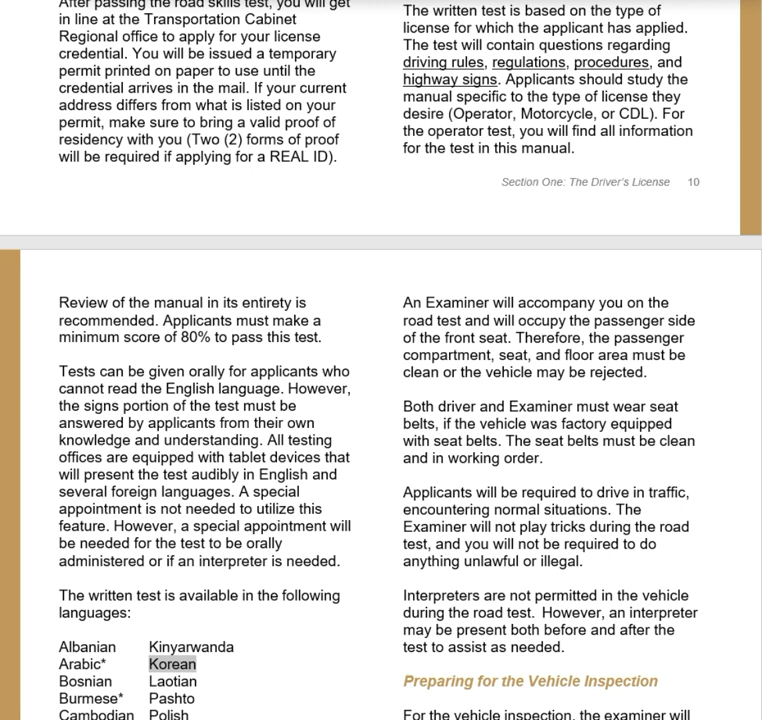 After passing the road skills test, you will get
in line at the Transportation Cabinet
Regional office to apply for your license
credential. You will be issued a temporary
permit printed on paper to use until the
credential arrives in the mail. If your current
address differs from what is listed on your
permit, make sure to bring a valid proof of
residency with you (Two (2) forms of proof
will be required if applying for a REAL ID).
The written test is based on the type of
license for which the applicant has applied.
The test will contain questions regarding
driving rules, regulations, procedures, and
highway signs. Applicants should study the
manual specific to the type of license they
desire (Operator, Motorcycle, or CDL). For
the operator test, you will find all information
for the test in this manual.
Section One: The Driver's License 10
Review of the manual in its entirety is
recommended. Applicants must make a
minimum score of 80% to pass this test.
Tests can be given orally for applicants who
cannot read the English language. However,
the signs portion of the test must be
answered by applicants from their own
knowledge and understanding. All testing
offices are equipped with tablet devices that
will present the test audibly in English and
several foreign languages. A special
appointment is not needed to utilize this
feature. However, a special appointment will
be needed for the test to be orally
administered or if an interpreter is needed.
The written test is available in the following
languages:
Albanian Kinyarwanda
Arabic* Korean
Bosnian Laotian
Burmese* Pashto
Cambodian Polish
An Examiner will accompany you on the
road test and will occupy the passenger side
of the front seat. Therefore, the passenger
compartment, seat, and floor area must be
clean or the vehicle may be rejected.
Both driver and Examiner must wear seat
belts, if the vehicle was factory equipped
with seat belts. The seat belts must be clean
and in working order.
Applicants will be required to drive in traffic,
encountering normal situations. The
Examiner will not play tricks during the road
test, and you will not be required to do
anything unlawful or illegal.
Interpreters are not permitted in the vehicle
during the road test. However, an interpreter
may be present both before and after the
test to assist as needed.
Preparing for the Vehicle Inspection
For the vehicle inspection, the examiner will